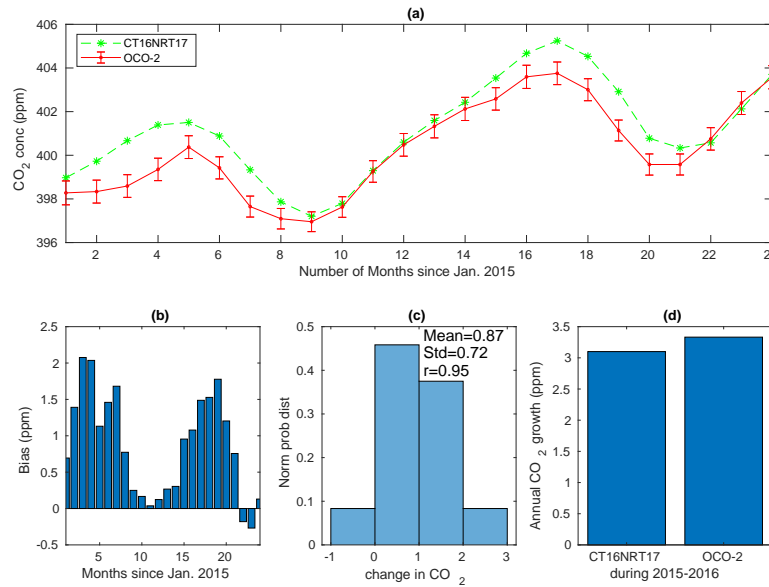 (a)
CO2 conc (ppm)
406
404
402
400
398
396
CT16NRT17
OCO-2
2 4 6 8 10 12 14 16 18 20 22
Number of Months since Jan. 2015
(b)
Bias (ppm)
2.5
2
1.5
1
0.5
0
-0.5
5 10 15 20
Months since Jan. 2015
(c)
Norm prob dist
0.5
0.4
0.3
0.2
0.1
0
Mean=0.87
Std=0.72
r=0.95
-1 0 1 2 3
change in CO 2
(d)
Annual CO 2 growth (ppm)
3.5
3
2.5
2
1.5
1
0.5
0
CT16NRT17 OCO-2
during 2015-2016